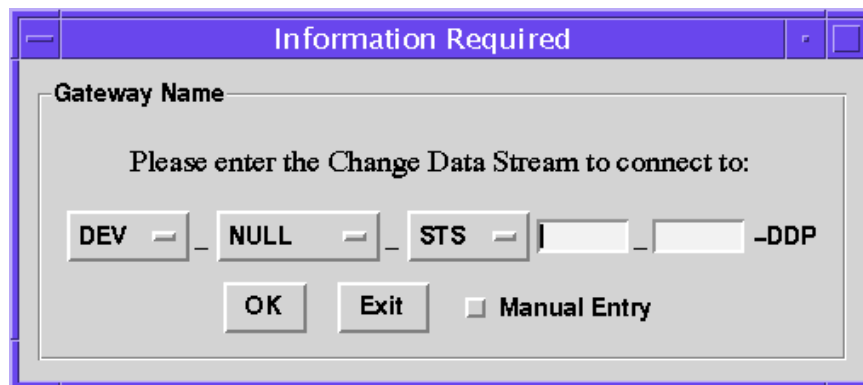 Information Required
Gateway Name
Please enter the Change Data Stream to connect to:
DEV _ NULL _ STS _ -DDP
OK Exit Manual Entry